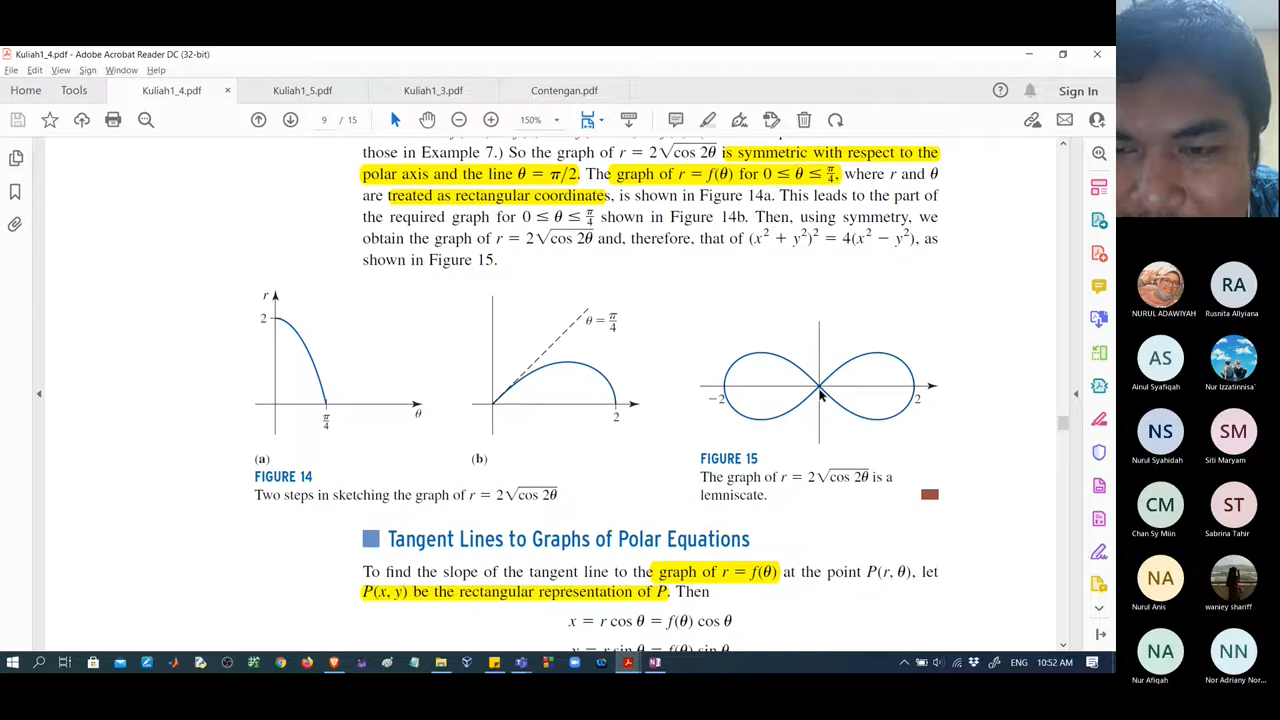 Kuliah1_4.pdf - Adobe Acrobat Reader DC (32-bit)
File Edit View Sign Window Help
Home Tools Kuliah1_4.pdf × Kuliah1_5.pdf Kuliah1_3.pdf Contengan.pdf Sign In
9 / 15 150%
those in Example 7.) So the graph of r = 2√cos 2θ is symmetric with respect to the
polar axis and the line θ = π/2. The graph of r = f(θ) for 0 ≤ θ ≤ π/4, where r and θ
are treated as rectangular coordinates, is shown in Figure 14a. This leads to the part
of the required graph for 0 ≤ θ ≤ π/4 shown in Figure 14b. Then, using symmetry, we
obtain the graph of r = 2√cos 2θ and, therefore, that of (x² + y²)² = 4(x² − y²), as
shown in Figure 15.
r
2
π/4
θ
θ = π/4
2
−2
2
(a)
(b)
FIGURE 14
Two steps in sketching the graph of r = 2√cos 2θ
FIGURE 15
The graph of r = 2√cos 2θ is a
lemniscate.
Tangent Lines to Graphs of Polar Equations
To find the slope of the tangent line to the graph of r = f(θ) at the point P(r, θ), let
P(x, y) be the rectangular representation of P. Then
x = r cos θ = f(θ) cos θ
y = r sin θ = f(θ) sin θ
ENG 10:52 AM
NURUL ADAWIYAH
RA
Rusnita Allyiana
AS
Ainul Syafiqah
Nur Izzatinnisa'
NS
Nurul Syahidah
SM
Siti Maryam
CM
Chan Sy Miin
ST
Sabrina Tahir
NA
Nurul Anis
waniey shariff
NA
Nur Afiqah
NN
Nor Adriany Nor...